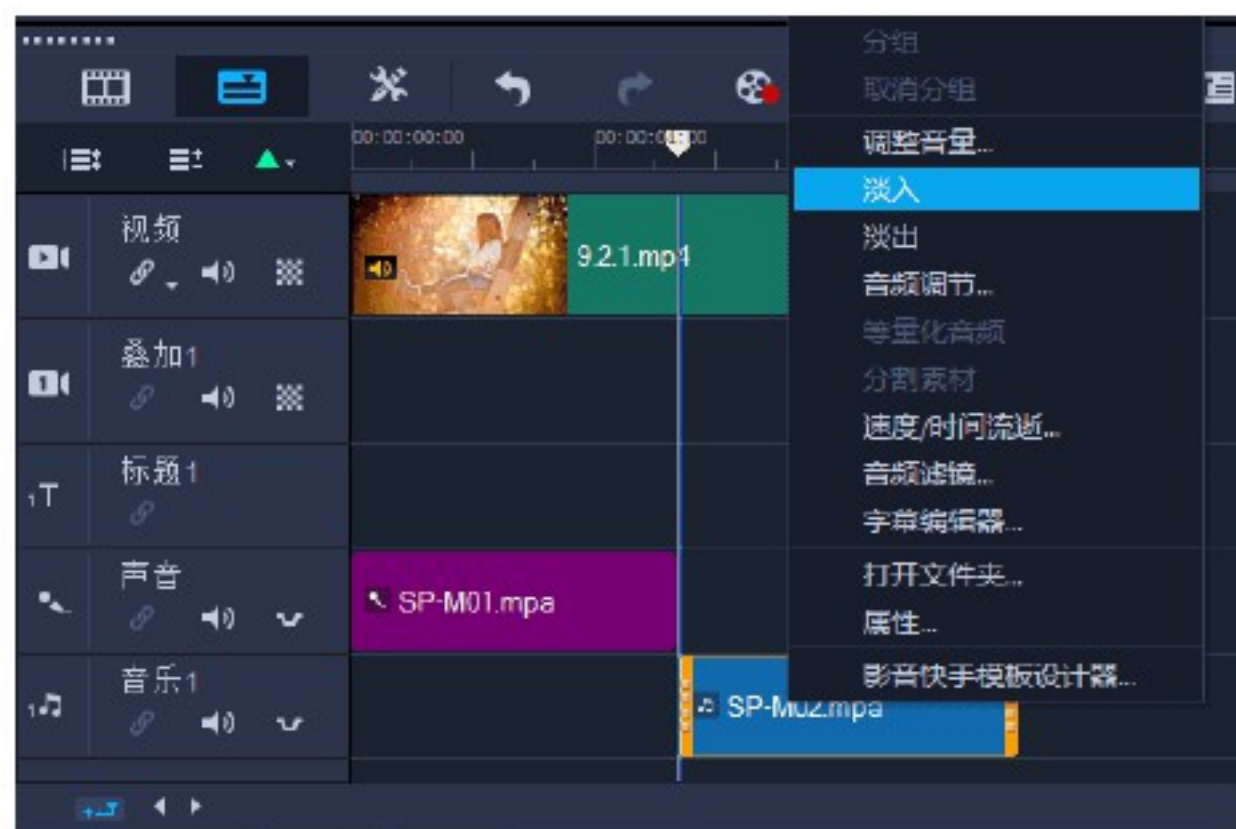 分组
取消分组
00:00:00:00
调整音量...
淡入
视频
淡出
9.2.1.mp4
音频调节...
等量化音频
叠加1
分割素材
速度/时间流逝...
标题1
音频滤镜...
字幕编辑器...
声音
打开文件夹...
SP-M01.mpa
属性...
音乐1
影音快手模板设计器...
SP-M02.mpa